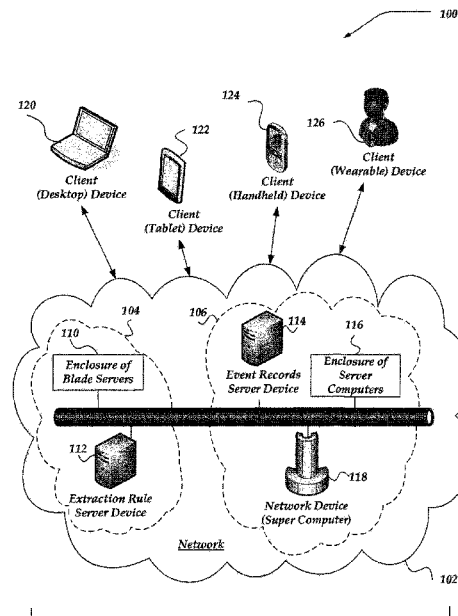 100
120
122
124
126
Client
(Desktop) Device
Client
(Tablet) Device
Client
(Handheld) Device
Client
(Wearable) Device
110
104
106
114
116
Enclosure of
Blade Servers
Event Records
Server Device
Enclosure of
Server
Computers
112
Extraction Rule
Server Device
118
Network Device
(Super Computer)
Network
102